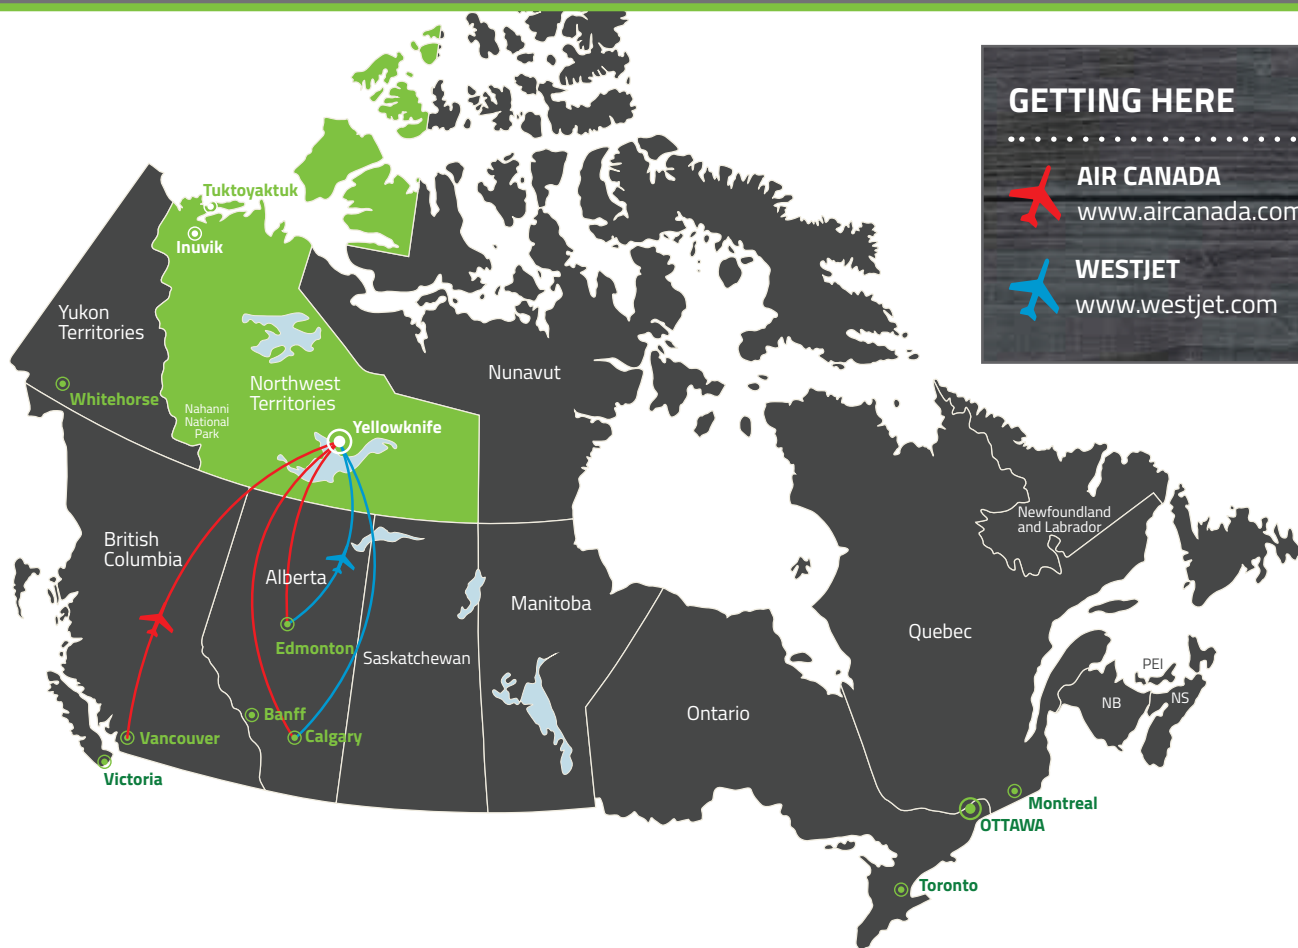 GETTING HERE
AIR CANADA
www.aircanada.com
WESTJET
www.westjet.com
Tuktoyaktuk
Inuvik
Yukon
Territories
Whitehorse
Nahanni
National
Park
Northwest
Territories
Yellowknife
Nunavut
British
Columbia
Alberta
Edmonton
Saskatchewan
Manitoba
Banff
Calgary
Vancouver
Victoria
Ontario
Quebec
Newfoundland
and Labrador
PEI
NB
NS
Montreal
OTTAWA
Toronto